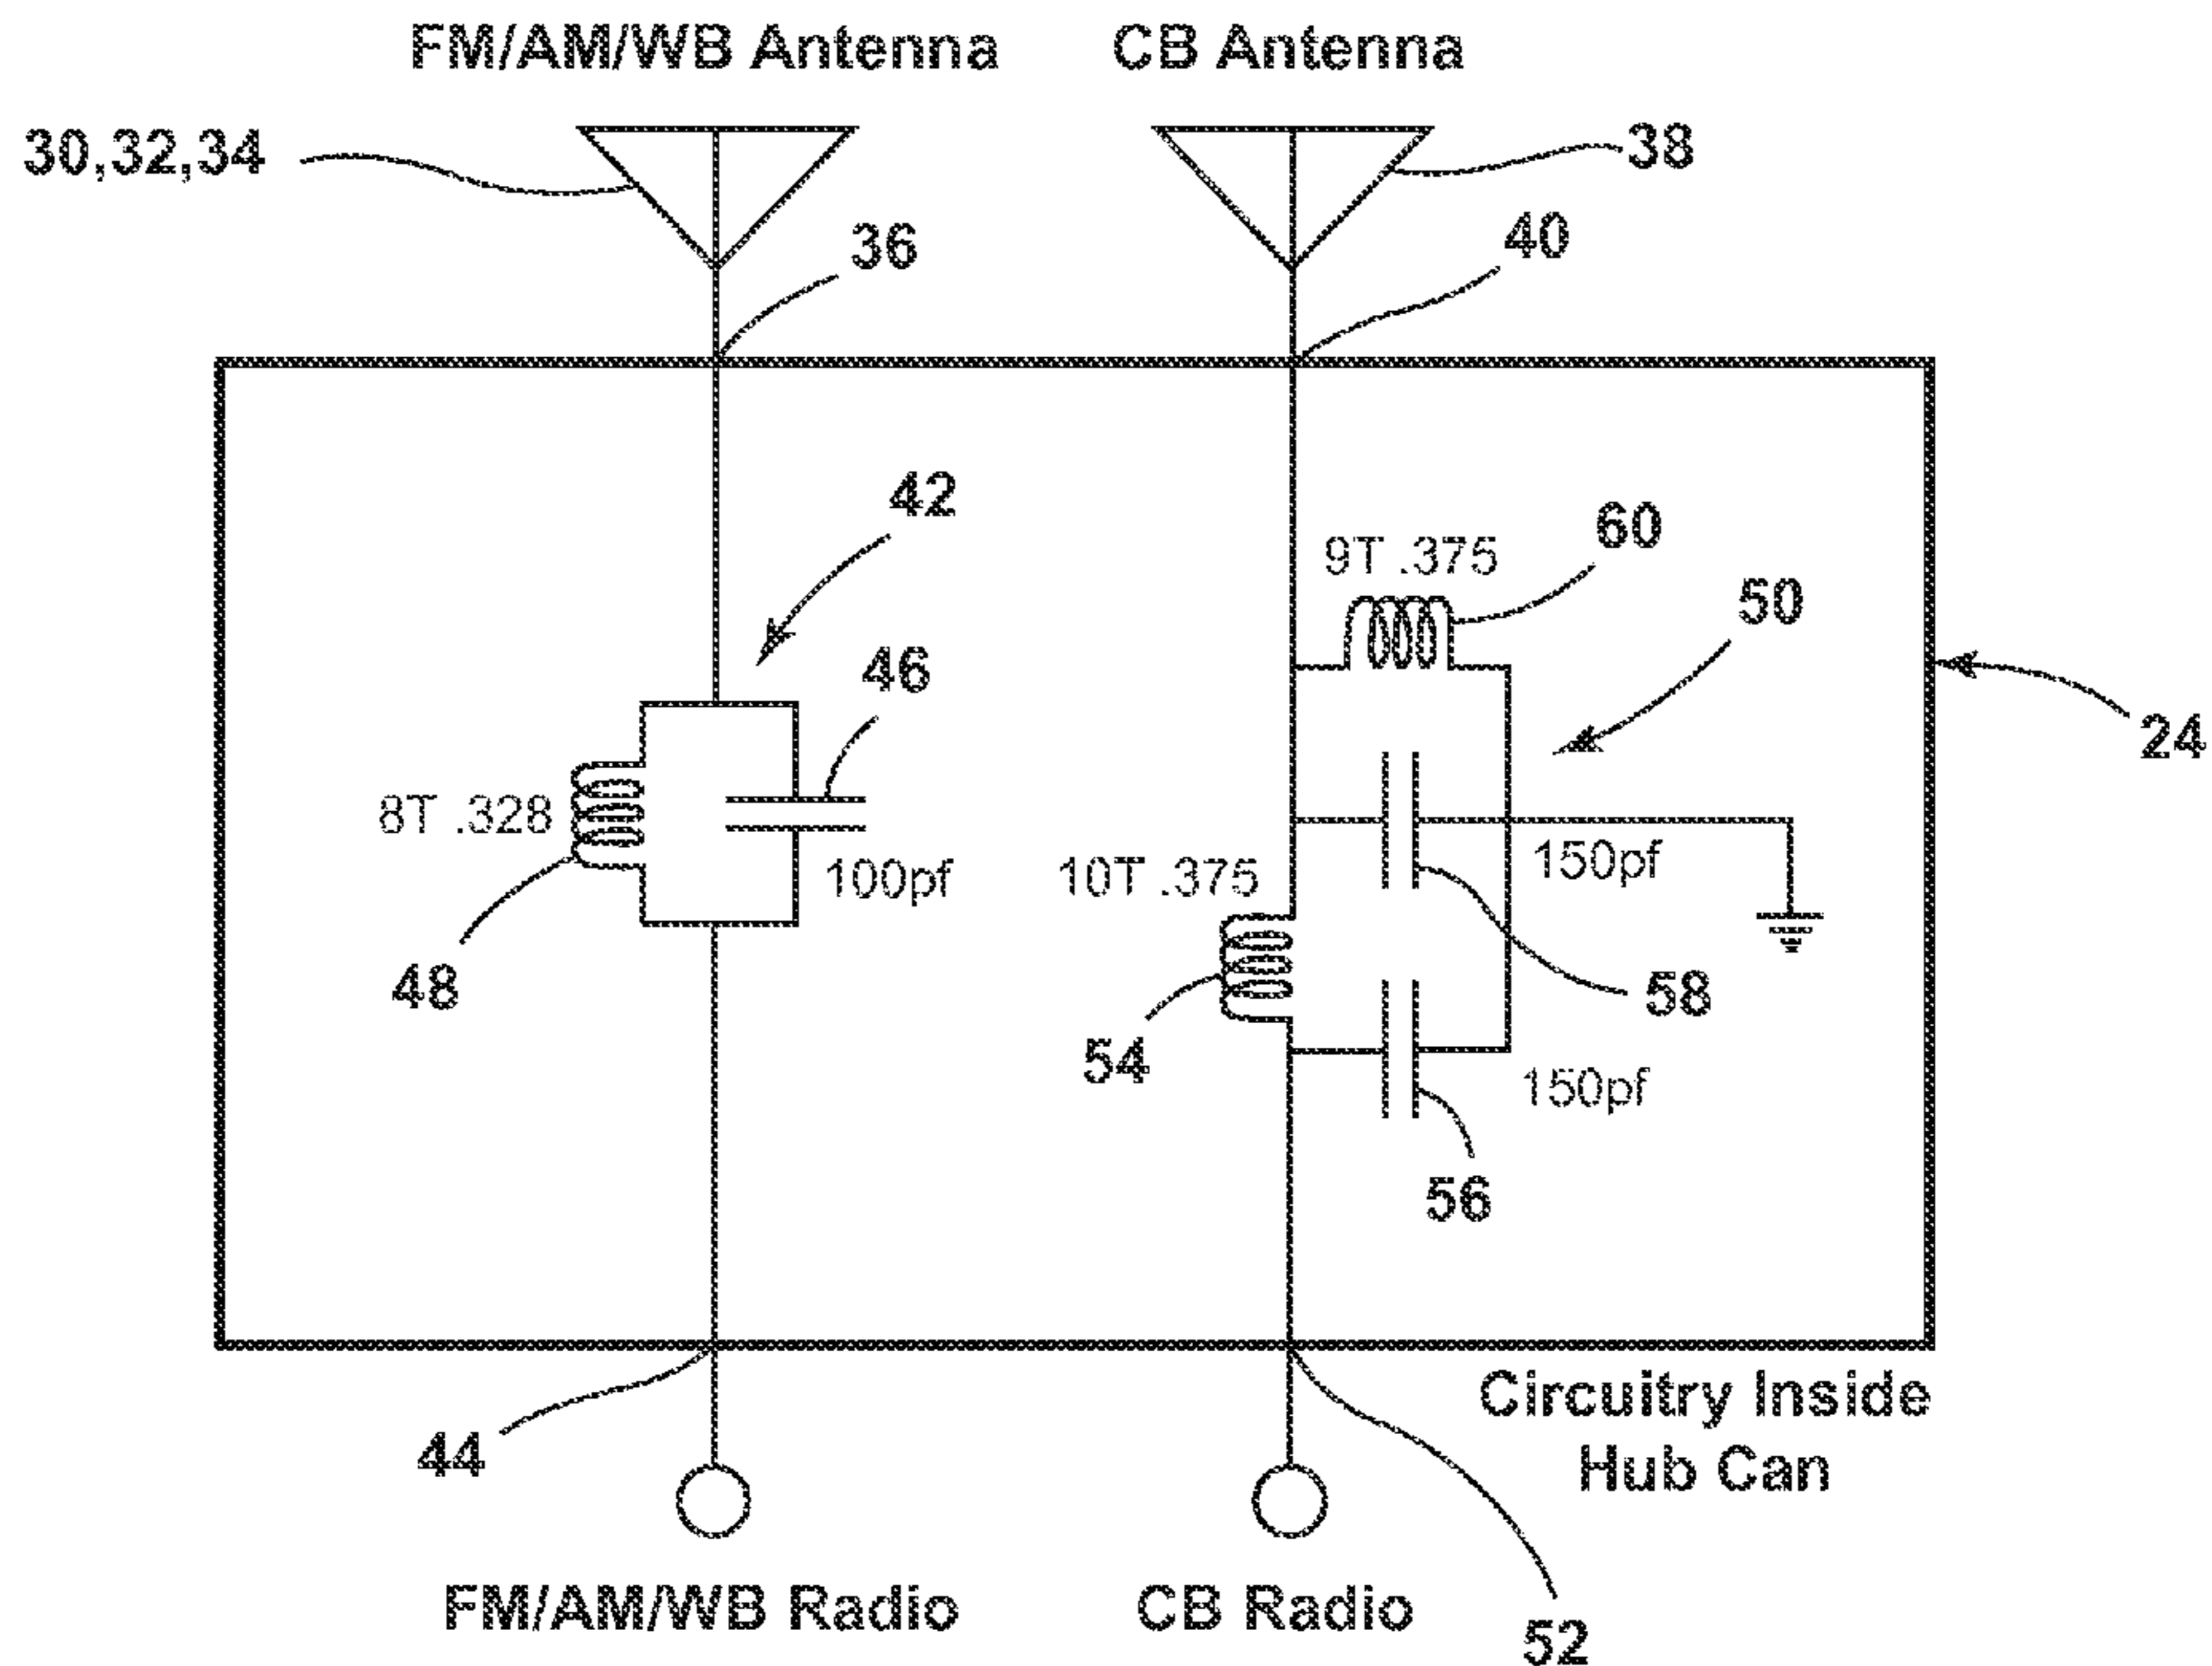 FM/AM/WB Antenna
CB Antenna
30,32,34
38
36
40
42
60
9T .375
50
46
24
8T .328
100pf
10T .375
150pf
48
58
54
150pf
56
Circuitry Inside
Hub Can
44
FM/AM/WB Radio
CB Radio
52